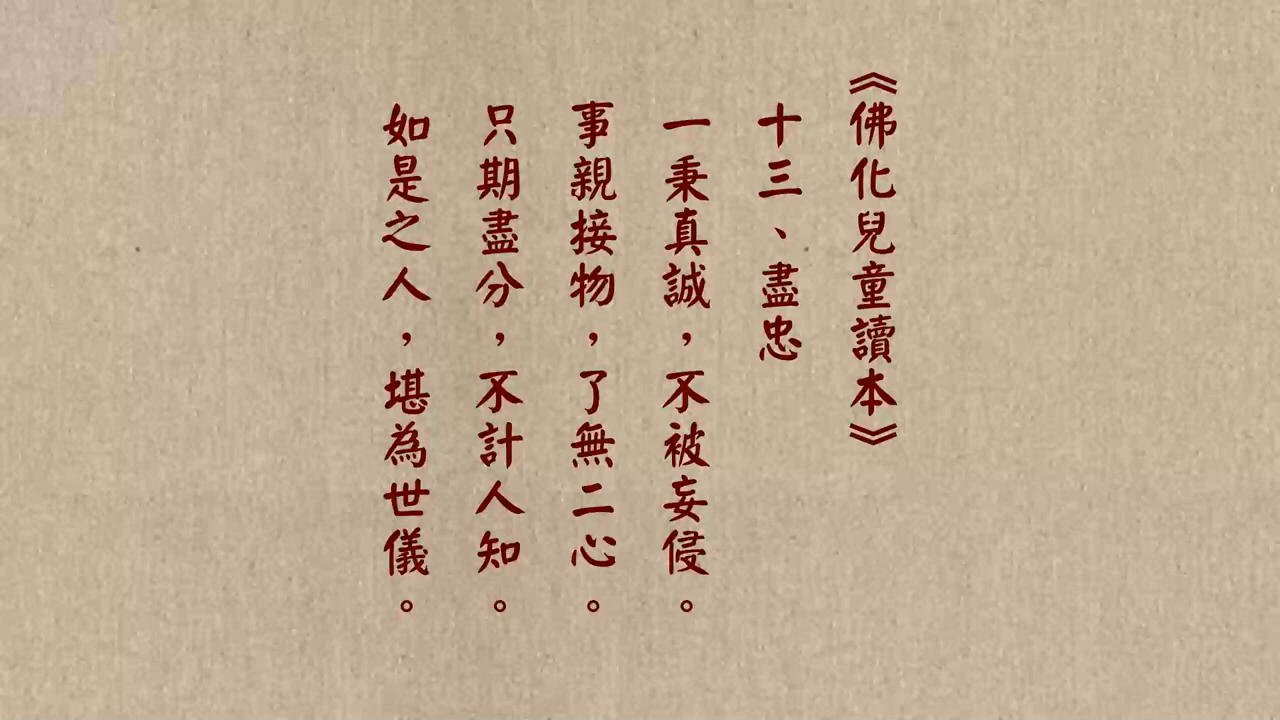 《佛化兒童讀本》
十三、盡忠
一秉真誠，不被妄侵。
事親接物，了無二心。
只期盡分，不計人知。
如是之人，堪為世儀。